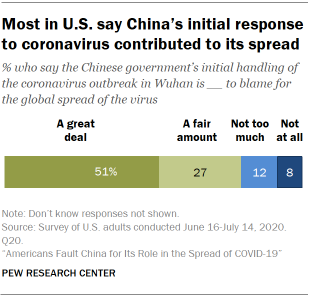 Most in U.S. say China's initial response
to coronavirus contributed to its spread
% who say the Chinese government's initial handling of
the coronavirus outbreak in Wuhan is __ to blame for
the global spread of the virus
A great deal
A fair amount
Not too much
Not at all
51% 27 12 8
Note: Don't know responses not shown.
Source: Survey of U.S. adults conducted June 16-July 14, 2020.
Q20.
"Americans Fault China for Its Role in the Spread of COVID-19"
PEW RESEARCH CENTER